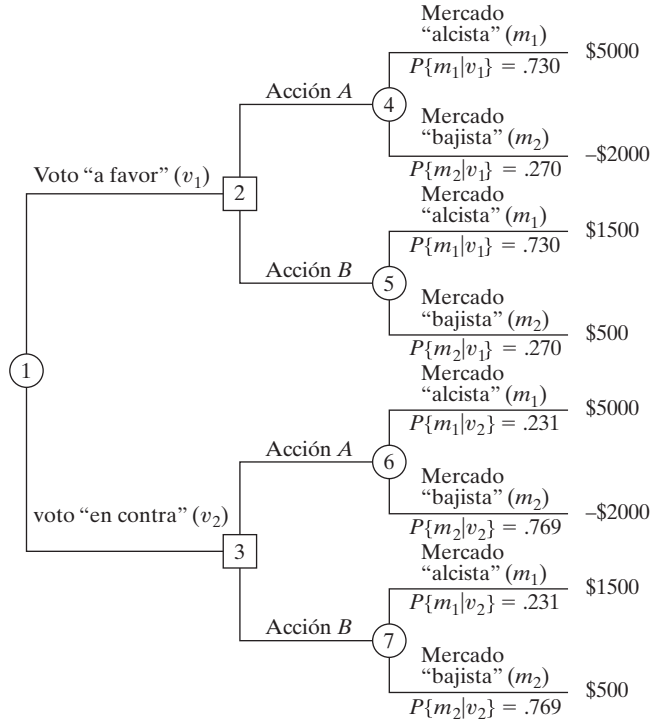 Mercado
“alcista” (m₁)
$5000
P{m₁|v₁} = .730
Acción A
4
Mercado
“bajista” (m₂)
–$2000
P{m₂|v₁} = .270
Voto “a favor” (v₁)
2
Mercado
“alcista” (m₁)
$1500
P{m₁|v₁} = .730
Acción B
5
Mercado
“bajista” (m₂)
$500
P{m₂|v₁} = .270
1
Mercado
“alcista” (m₁)
$5000
P{m₁|v₂} = .231
Acción A
6
Mercado
“bajista” (m₂)
–$2000
P{m₂|v₂} = .769
voto “en contra” (v₂)
3
Mercado
“alcista” (m₁)
$1500
P{m₁|v₂} = .231
Acción B
7
Mercado
“bajista” (m₂)
$500
P{m₂|v₂} = .769